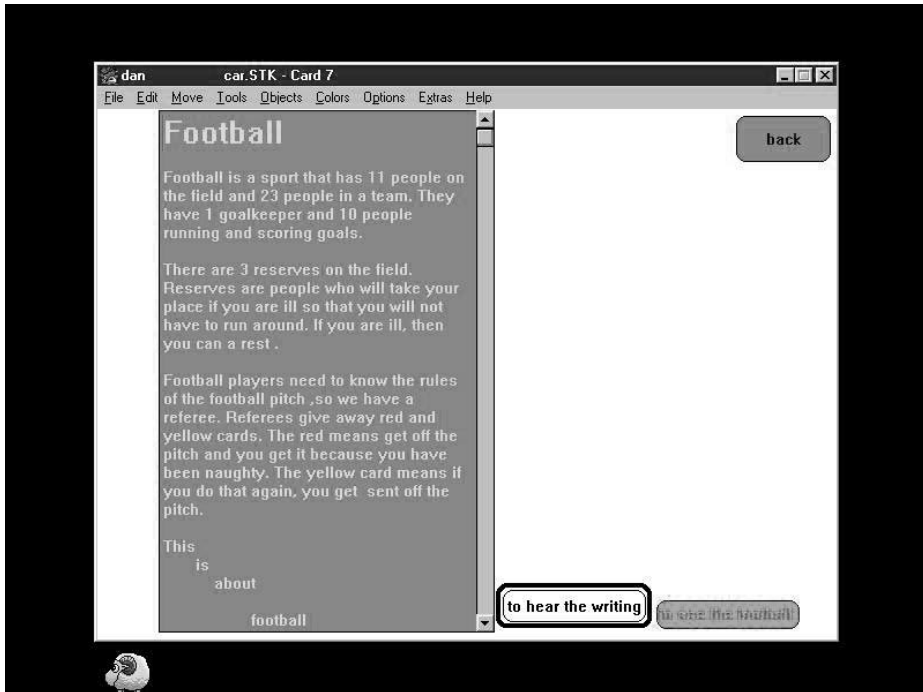 dan car.STK - Card 7
File Edit Move Tools Objects Colors Options Extras Help
Football
back
Football is a sport that has 11 people on
the field and 23 people in a team. They
have 1 goalkeeper and 10 people
running and scoring goals.
There are 3 reserves on the field.
Reserves are people who will take your
place if you are ill so that you will not
have to run around. If you are ill, then
you can a rest .
Football players need to know the rules
of the football pitch ,so we have a
referee. Referees give away red and
yellow cards. The red means get off the
pitch and you get it because you have
been naughty. The yellow card means if
you do that again, you get  sent off the
pitch.
This
is
about
football
to hear the writing